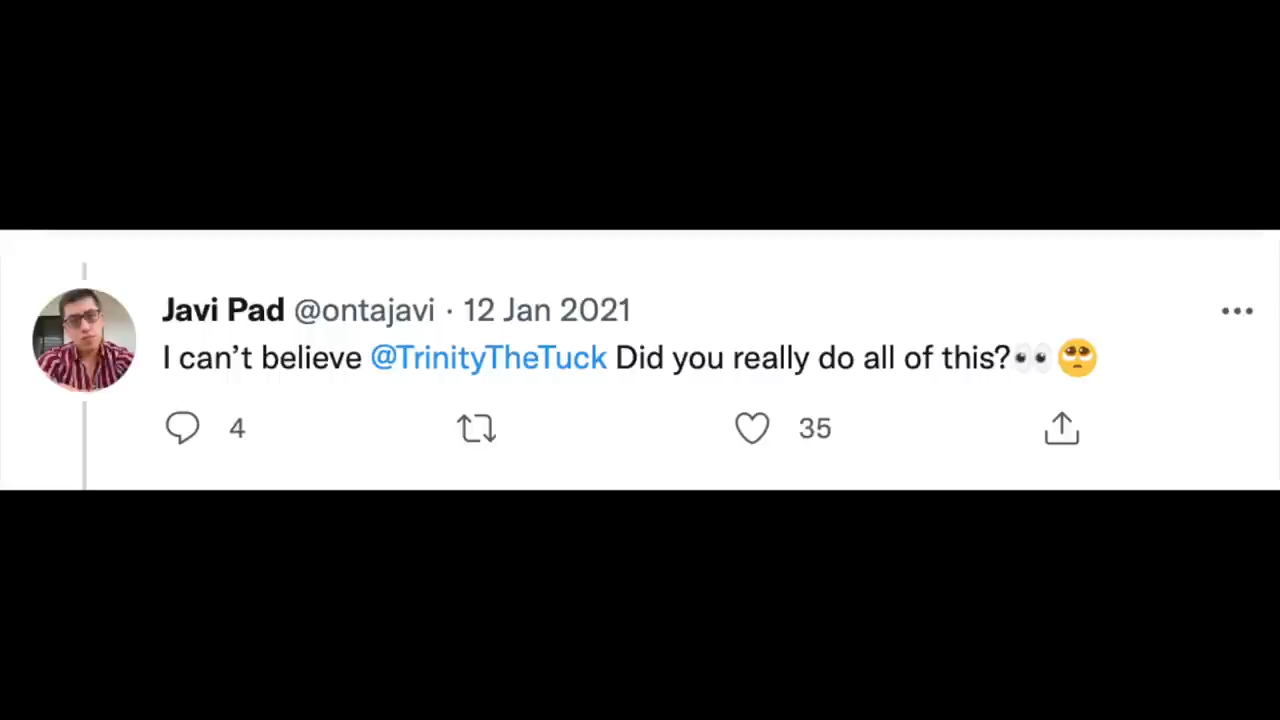 Javi Pad @ontajavi · 12 Jan 2021
I can't believe @TrinityTheTuck Did you really do all of this?👀🥺
4 35